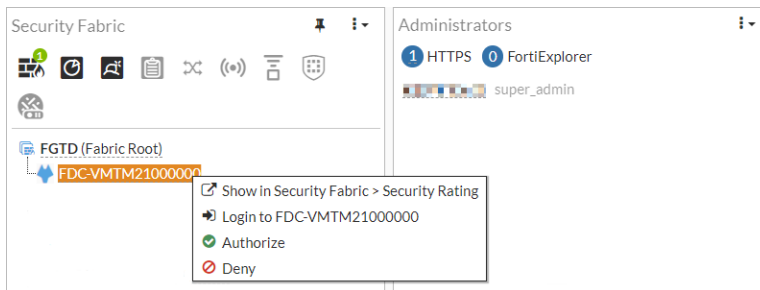 Security Fabric
1
FGTD (Fabric Root)
FDC-VMTM21000000
Show in Security Fabric > Security Rating
Login to FDC-VMTM21000000
Authorize
Deny
Administrators
1 HTTPS 0 FortiExplorer
super_admin